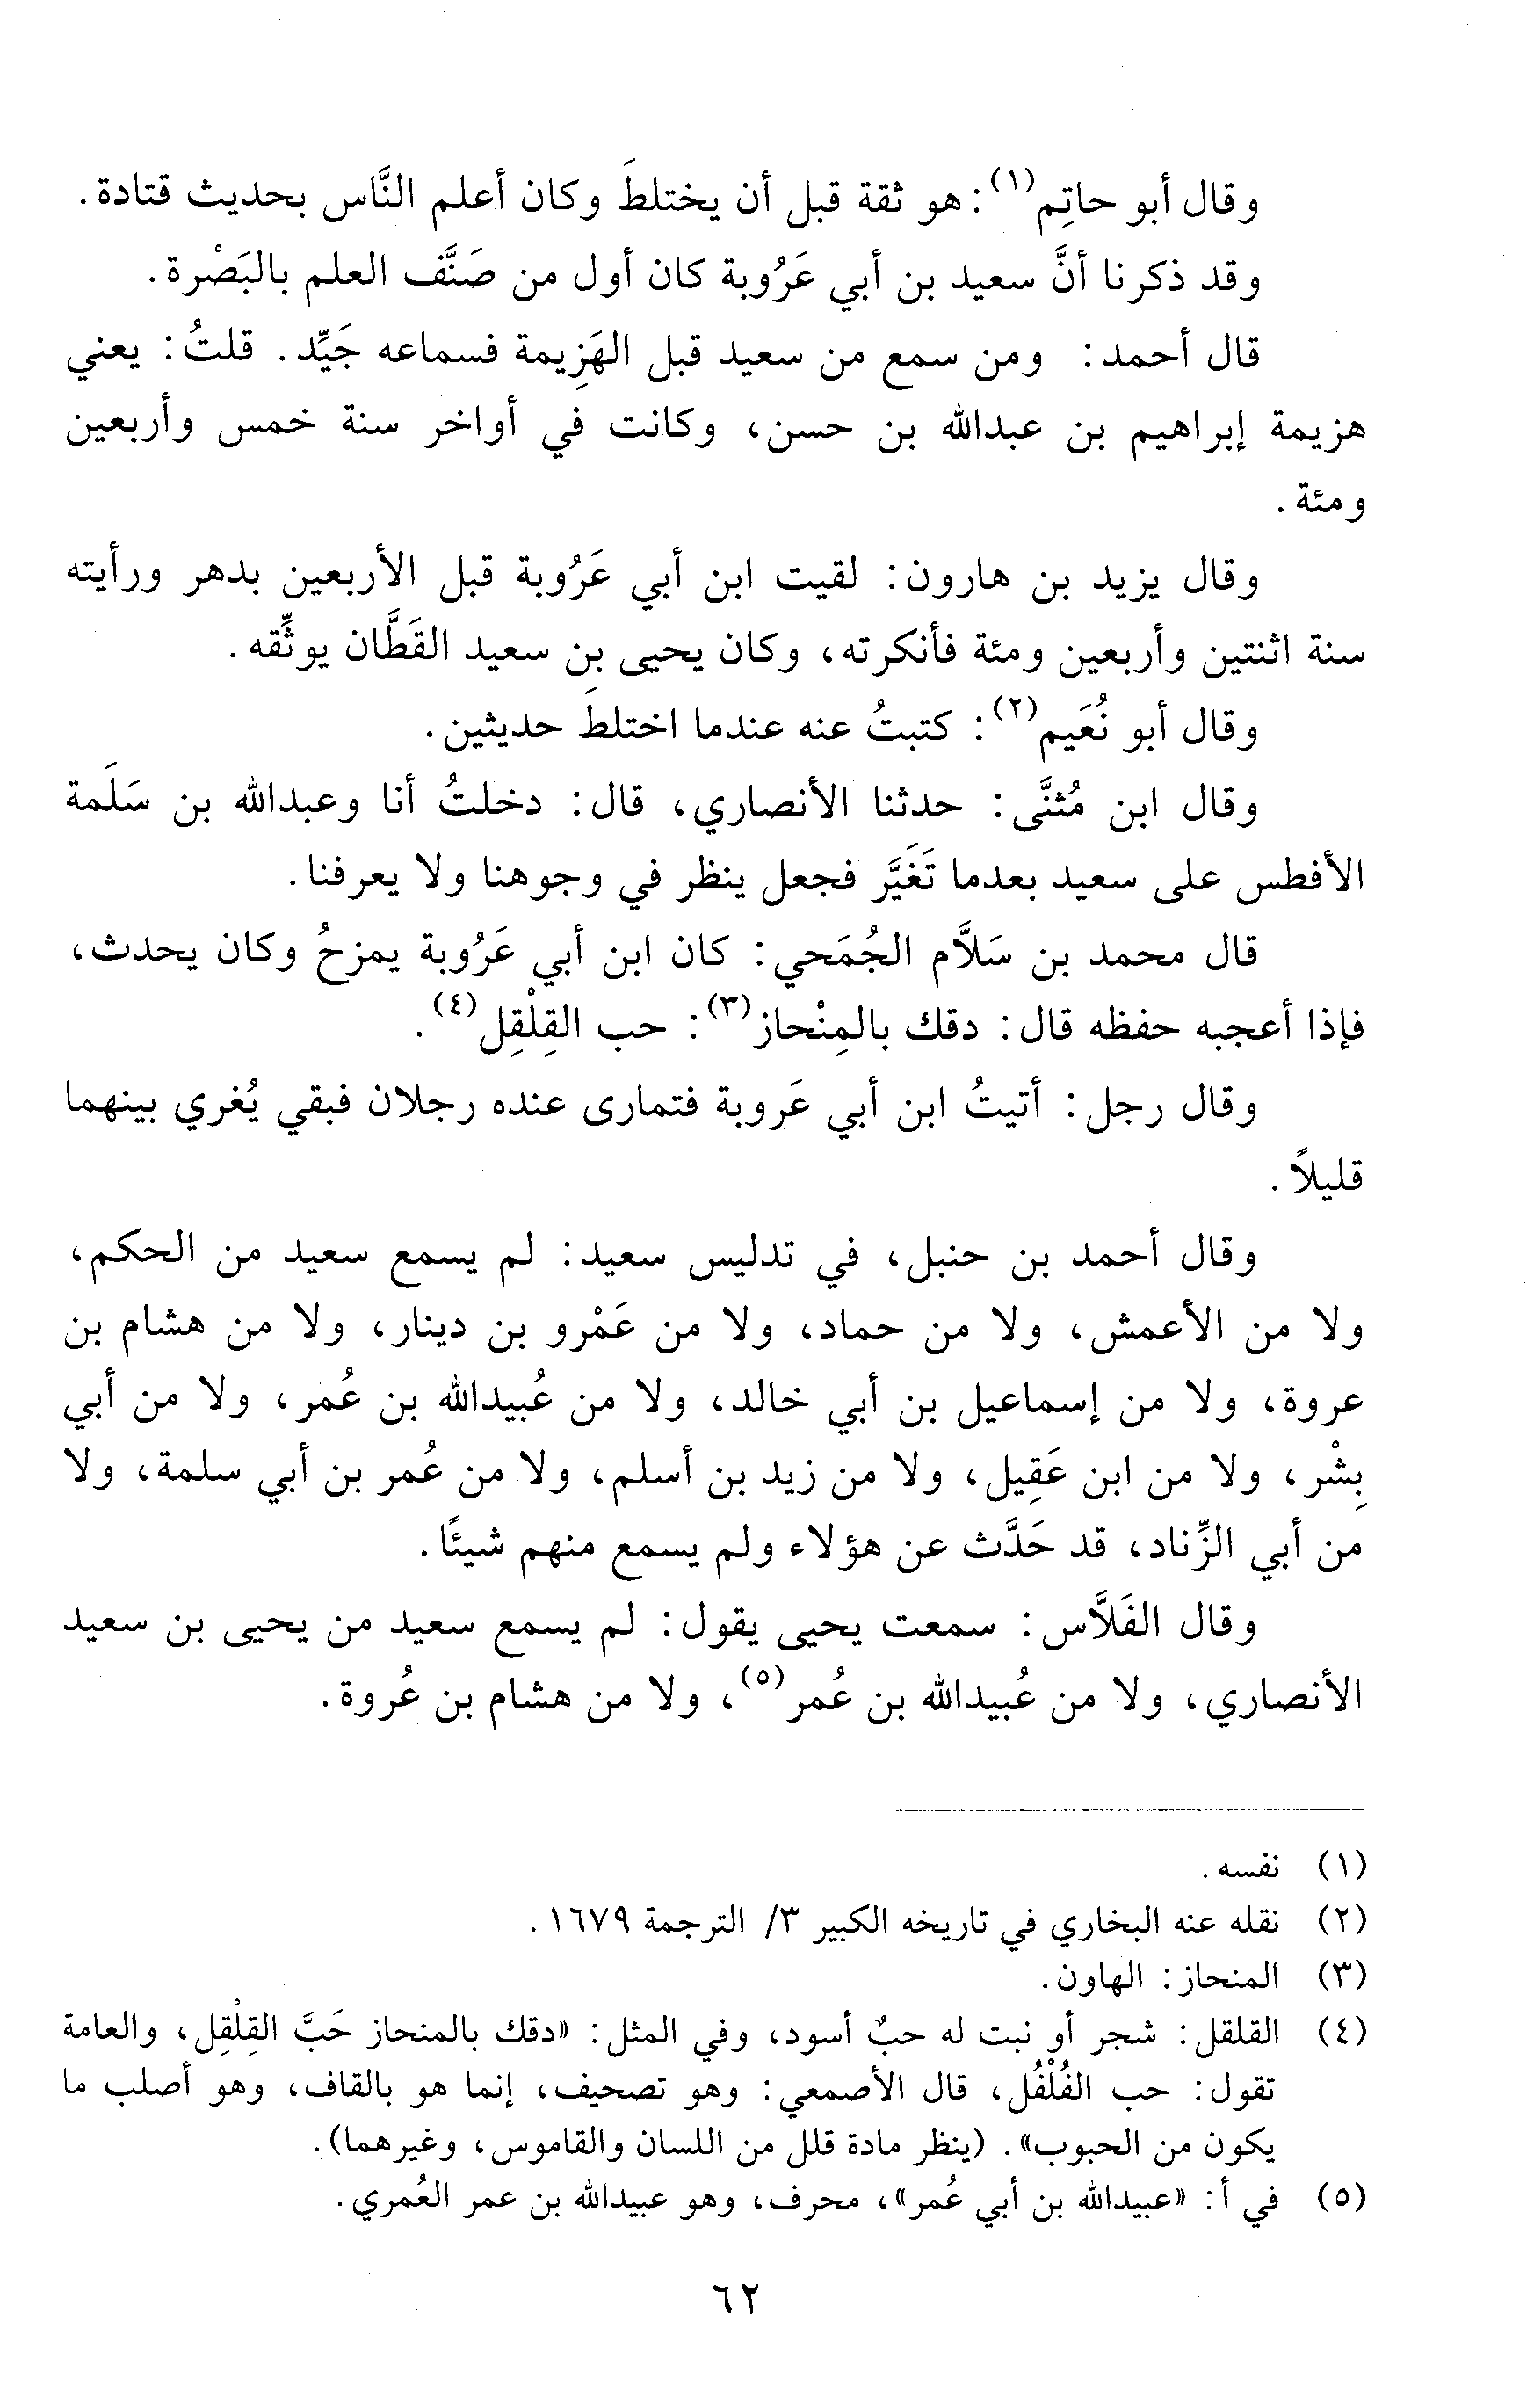 وقال أبو حاتِم(١): هو ثقة قبل أن يختلطَ وكان أعلم النَّاس بحديث قتادة.
وقد ذكرنا أنَّ سعيد بن أبي عَرُوبة كان أول من صَنَّف العلم بالبَصْرة.
قال أحمد: ومن سمع من سعيد قبل الهَزِيمة فسماعه جَيِّد. قلتُ: يعني
هزيمة إبراهيم بن عبدالله بن حسن، وكانت في أواخر سنة خمس وأربعين
ومئة.
وقال يزيد بن هارون: لقيت ابن أبي عَرُوبة قبل الأربعين بدهر ورأيته
سنة اثنتين وأربعين ومئة فأنكرته، وكان يحيى بن سعيد القَطَّان يوثِّقه.
وقال أبو نُعَيم(٢): كتبتُ عنه عندما اختلطَ حديثين.
وقال ابن مُثنَّى: حدثنا الأنصاري، قال: دخلتُ أنا وعبدالله بن سَلَمة
الأفطس على سعيد بعدما تَغَيَّر فجعل ينظر في وجوهنا ولا يعرفنا.
قال محمد بن سَلَّام الجُمَحي: كان ابن أبي عَرُوبة يمزحُ وكان يحدث،
فإذا أعجبه حفظه قال: دقك بالمِنْحاز(٣): حب القِلْقِل(٤).
وقال رجل: أتيتُ ابن أبي عَروبة فتمارى عنده رجلان فبقي يُغري بينهما
قليلاً.
وقال أحمد بن حنبل، في تدليس سعيد: لم يسمع سعيد من الحكم،
ولا من الأعمش، ولا من حماد، ولا من عَمْرو بن دينار، ولا من هشام بن
عروة، ولا من إسماعيل بن أبي خالد، ولا من عُبيدالله بن عُمر، ولا من أبي
بِشْر، ولا من ابن عَقِيل، ولا من زيد بن أسلم، ولا من عُمر بن أبي سلمة، ولا
من أبي الزِّناد، قد حَدَّث عن هؤلاء ولم يسمع منهم شيئًا.
وقال الفَلَّاس: سمعت يحيى يقول: لم يسمع سعيد من يحيى بن سعيد
الأنصاري، ولا من عُبيدالله بن عُمر(٥)، ولا من هشام بن عُروة.
(١) نفسه.
(٢) نقله عنه البخاري في تاريخه الكبير ٣/ الترجمة ١٦٧٩.
(٣) المنحاز: الهاون.
(٤) القلقل: شجر أو نبت له حبٌ أسود، وفي المثل: «دقك بالمنحاز حَبَّ القِلْقِل، والعامة
تقول: حب الفُلْفُل، قال الأصمعي: وهو تصحيف، إنما هو بالقاف، وهو أصلب ما
يكون من الحبوب». (ينظر مادة قلل من اللسان والقاموس، وغيرهما).
(٥) في أ: «عبيدالله بن أبي عُمر»، محرف، وهو عبيدالله بن عمر العُمري.
٦٢